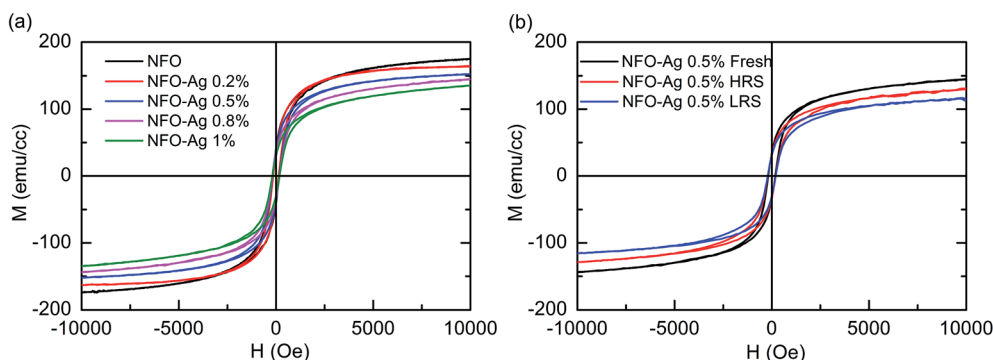 (a)
200
100
0
-100
-200
M (emu/cc)
NFO
NFO-Ag 0.2%
NFO-Ag 0.5%
NFO-Ag 0.8%
NFO-Ag 1%
-10000 -5000 0 5000 10000
H (Oe)
(b)
200
100
0
-100
-200
M (emu/cc)
NFO-Ag 0.5% Fresh
NFO-Ag 0.5% HRS
NFO-Ag 0.5% LRS
-10000 -5000 0 5000 10000
H (Oe)